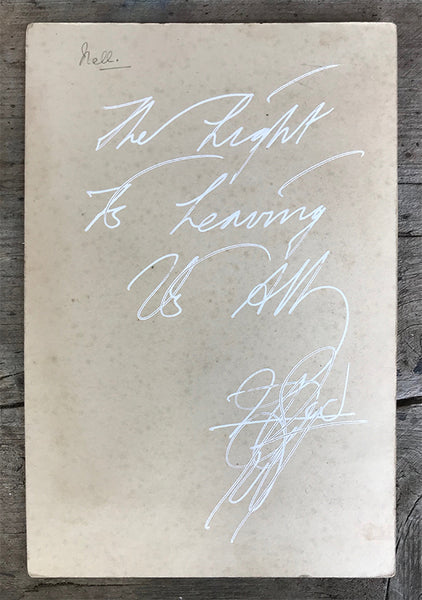 Nell.
The Light
Is Leaving
Us All